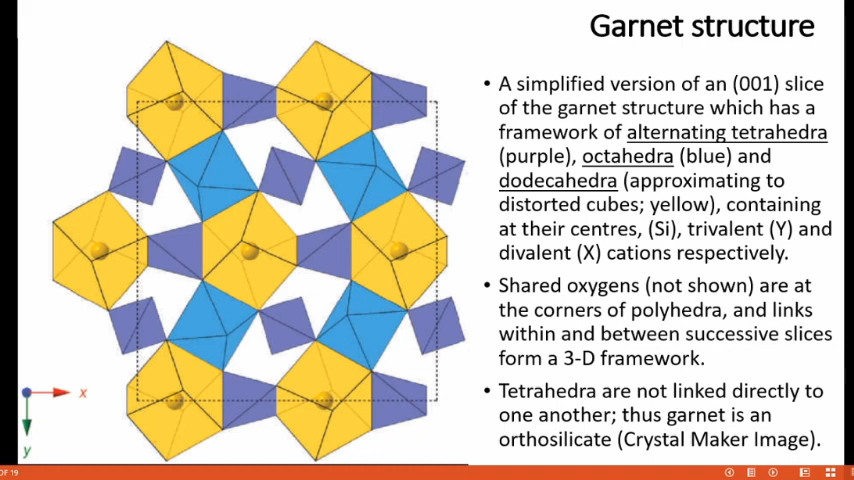 Garnet structure
• A simplified version of an (001) slice
of the garnet structure which has a
framework of alternating tetrahedra
(purple), octahedra (blue) and
dodecahedra (approximating to
distorted cubes; yellow), containing
at their centres, (Si), trivalent (Y) and
divalent (X) cations respectively.
• Shared oxygens (not shown) are at
the corners of polyhedra, and links
within and between successive slices
form a 3-D framework.
• Tetrahedra are not linked directly to
one another; thus garnet is an
orthosilicate (Crystal Maker Image).
x
y
OF 19